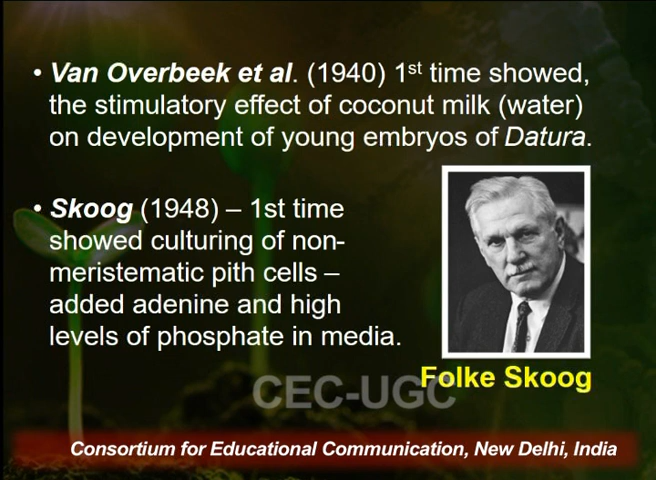 • Van Overbeek et al. (1940) 1st time showed,
the stimulatory effect of coconut milk (water)
on development of young embryos of Datura.
• Skoog (1948) – 1st time
showed culturing of non-
meristematic pith cells –
added adenine and high
levels of phosphate in media.
Folke Skoog
CEC-UGC
Consortium for Educational Communication, New Delhi, India